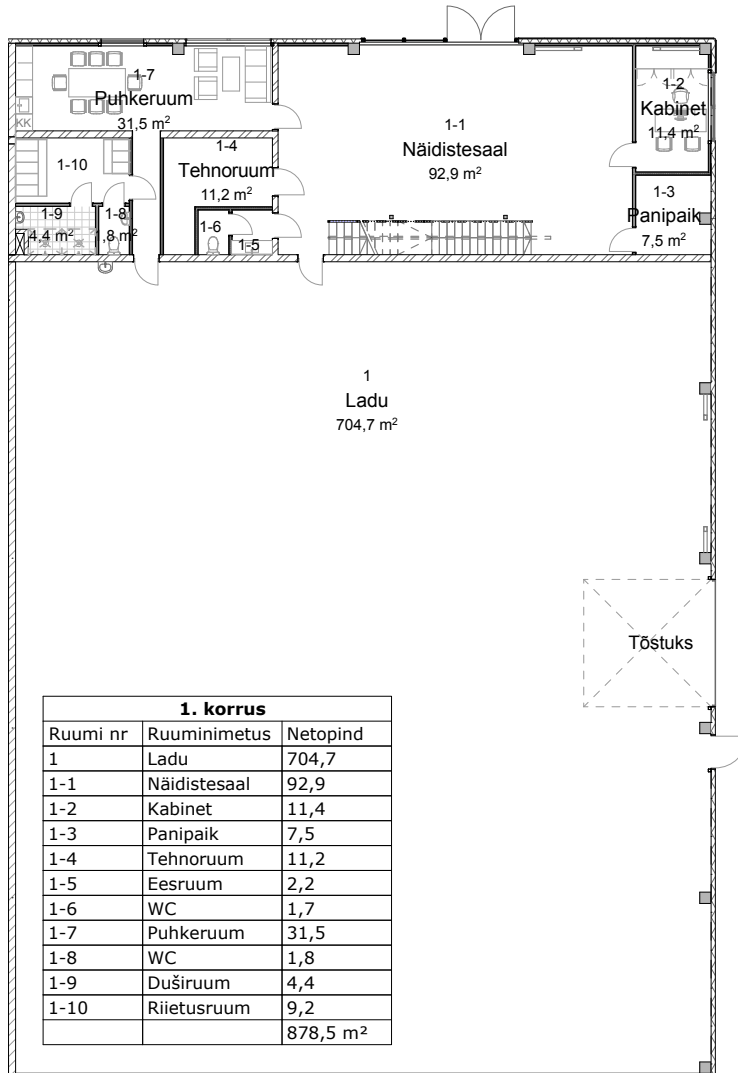 1-7
Puhkeruum
31,5 m²
KK
1-2
Kabinet
11,4 m²
1-1
Näidistesaal
92,9 m²
1-4
Tehnoruum
11,2 m²
1-10
1-3
Panipaik
7,5 m²
1-9
4,4 m²
1-8
,8 m²
1-6
1-5
1
Ladu
704,7 m²
Tõstuks
1. korrus
Ruumi nr Ruuminimetus Netopind
1 Ladu 704,7
1-1 Näidistesaal 92,9
1-2 Kabinet 11,4
1-3 Panipaik 7,5
1-4 Tehnoruum 11,2
1-5 Eesruum 2,2
1-6 WC 1,7
1-7 Puhkeruum 31,5
1-8 WC 1,8
1-9 Duširuum 4,4
1-10 Riietusruum 9,2
878,5 m²